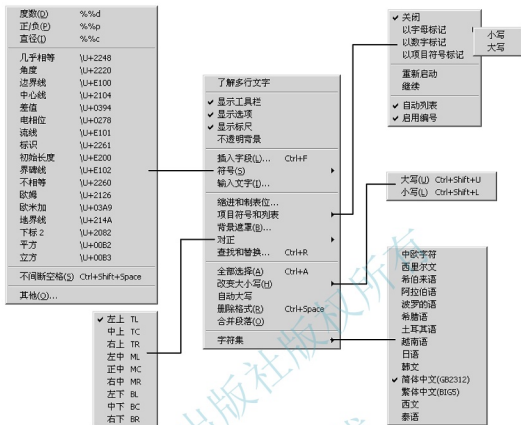 度数(D) %%d
正/负(P) %%p
直径(I) %%c
几乎相等 \U+2248
角度 \U+2220
边界线 \U+E100
中心线 \U+2104
差值 \U+0394
电相位 \U+0278
流线 \U+E101
标识 \U+2261
初始长度 \U+E200
界碑线 \U+E102
不相等 \U+2260
欧姆 \U+2126
欧米加 \U+03A9
地界线 \U+214A
下标 2 \U+2082
平方 \U+00B2
立方 \U+00B3
不间断空格(S) Ctrl+Shift+Space
其他(O)...
了解多行文字
显示工具栏
显示选项
显示标尺
不透明背景
插入字段(L)... Ctrl+F
符号(S)
输入文字(I)...
缩进和制表位...
项目符号和列表
背景遮罩(B)...
对正
查找和替换... Ctrl+R
全部选择(A) Ctrl+A
改变大小写(H)
自动大写
删除格式(R) Ctrl+Space
合并段落(O)
字符集
左上 TL
中上 TC
右上 TR
左中 ML
正中 MC
右中 MR
左下 BL
中下 BC
右下 BR
关闭
以字母标记
以数字标记
以项目符号标记
重新启动
继续
自动列表
启用编号
小写
大写
大写(U) Ctrl+Shift+U
小写(L) Ctrl+Shift+L
中欧字符
西里尔文
希伯来语
阿拉伯语
波罗的语
希腊语
土耳其语
越南语
日语
韩文
简体中文(GB2312)
繁体中文(BIG5)
西文
泰语
出版社版权所有